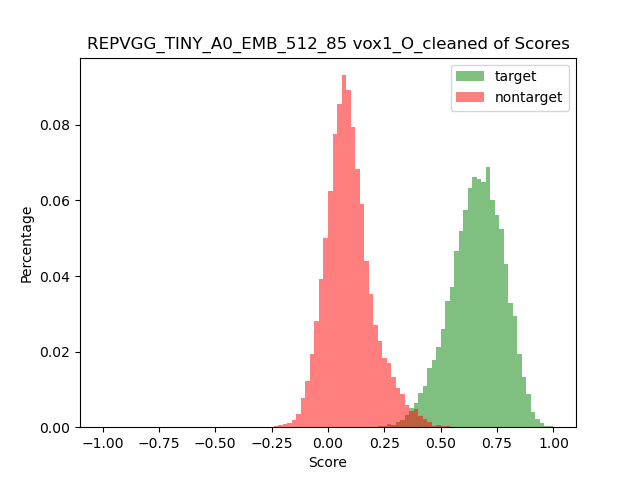 REPVGG_TINY_A0_EMB_512_85 vox1_O_cleaned of Scores
target
nontarget
Percentage
0.08
0.06
0.04
0.02
0.00
−1.00 −0.75 −0.50 −0.25 0.00 0.25 0.50 0.75 1.00
Score